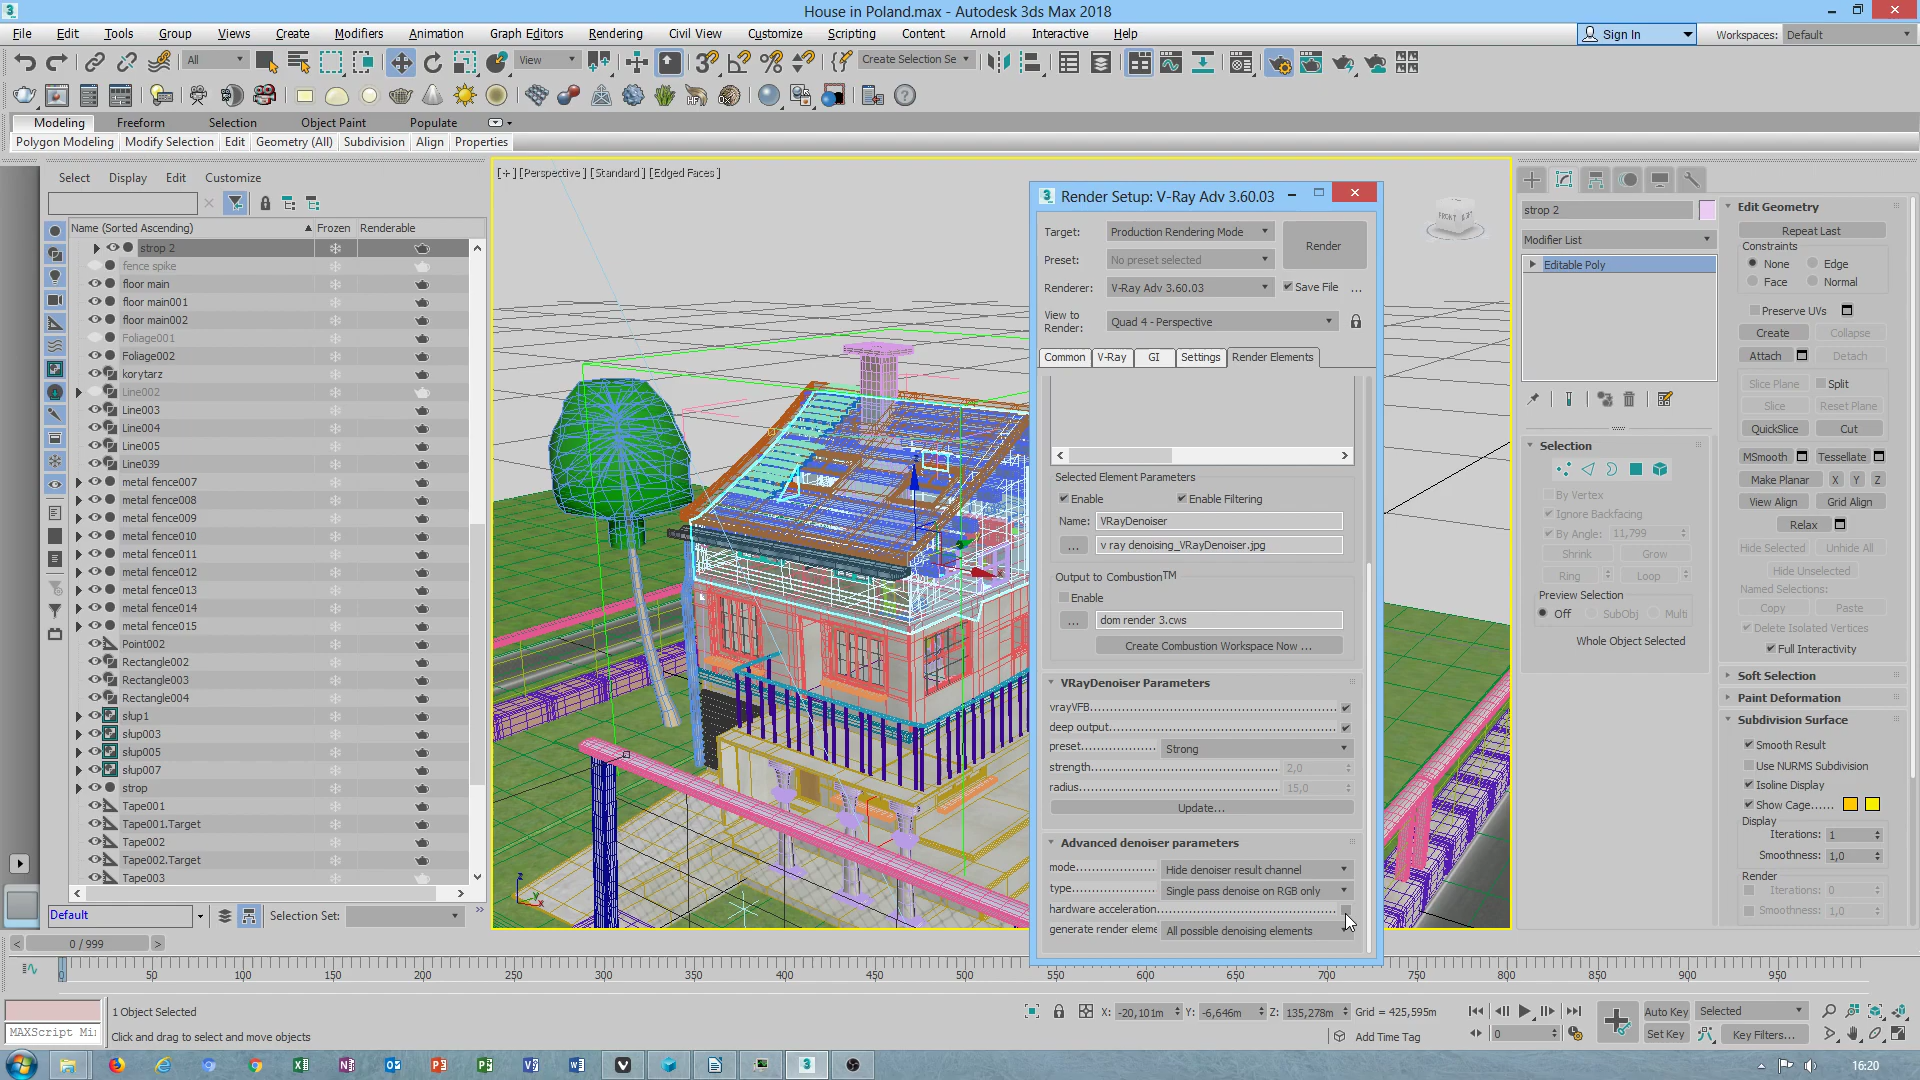 House in Poland.max - Autodesk 3ds Max 2018
File Edit Tools Group Views Create Modifiers Animation Graph Editors Rendering Civil View Customize Scripting Content Arnold Interactive Help
Sign In Workspaces: Default
All View Create Selection Se
Modeling Freeform Selection Object Paint Populate
Polygon Modeling Modify Selection Edit Geometry (All) Subdivision Align Properties
Select Display Edit Customize
Name (Sorted Ascending) Frozen Renderable
strop 2
fence spike
floor main
floor main001
floor main002
Foliage001
Foliage002
korytarz
Line002
Line003
Line004
Line005
Line039
metal fence007
metal fence008
metal fence009
metal fence010
metal fence011
metal fence012
metal fence013
metal fence014
metal fence015
Point002
Rectangle002
Rectangle003
Rectangle004
słup1
słup003
słup005
słup007
strop
Tape001
Tape001.Target
Tape002
Tape002.Target
Tape003
Default
Selection Set:
[+] [Perspective] [Standard] [Edged Faces]
FRONT
Render Setup: V-Ray Adv 3.60.03
Target: Production Rendering Mode
Render
Preset: No preset selected
Renderer: V-Ray Adv 3.60.03
Save File ...
View to
Render:
Quad 4 - Perspective
Common V-Ray GI Settings Render Elements
Selected Element Parameters
Enable Enable Filtering
Name: VRayDenoiser
... v ray denoising_VRayDenoiser.jpg
Output to Combustion™
Enable
... dom render 3.cws
Create Combustion Workspace Now ...
VRayDenoiser Parameters
vrayVFB
deep output
preset Strong
strength 2,0
radius 15,0
Update...
Advanced denoiser parameters
mode Hide denoiser result channel
type Single pass denoise on RGB only
hardware acceleration
generate render eleme All possible denoising elements
strop 2
Modifier List
Editable Poly
Selection
By Vertex
Ignore Backfacing
By Angle: 11,799
Shrink Grow
Ring Loop
Preview Selection
Off SubObj Multi
Whole Object Selected
Edit Geometry
Repeat Last
Constraints
None Edge
Face Normal
Preserve UVs
Create Collapse
Attach Detach
Slice Plane Split
Slice Reset Plane
QuickSlice Cut
MSmooth Tessellate
Make Planar X Y Z
View Align Grid Align
Relax
Hide Selected Unhide All
Hide Unselected
Named Selections:
Copy Paste
Delete Isolated Vertices
Full Interactivity
Soft Selection
Paint Deformation
Subdivision Surface
Smooth Result
Use NURMS Subdivision
Isoline Display
Show Cage......
Display
Iterations: 1
Smoothness: 1,0
Render
Iterations: 0
Smoothness: 1,0
< 0 / 999 >
0 50 100 150 200 250 300 350 400 450 500 550 600 650 700 750 800 850 900 950
1 Object Selected
MAXScript Mi
Click and drag to select and move objects
X: -20,101m Y: -6,646m Z: 135,278m Grid = 425,595m
Add Time Tag
0
Auto Key Selected
Set Key Key Filters...
16:20